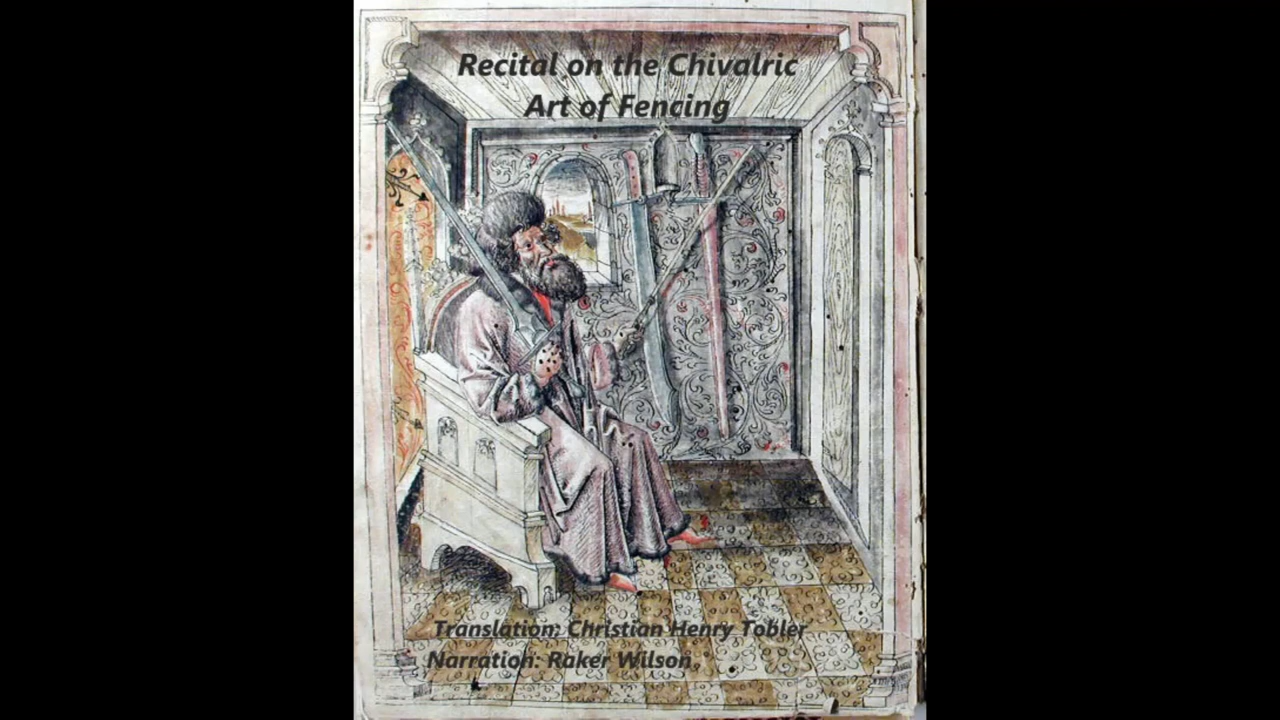 Recital on the Chivalric
Art of Fencing
Translation: Christian Henry Tobler
Narration: Raker Wilson